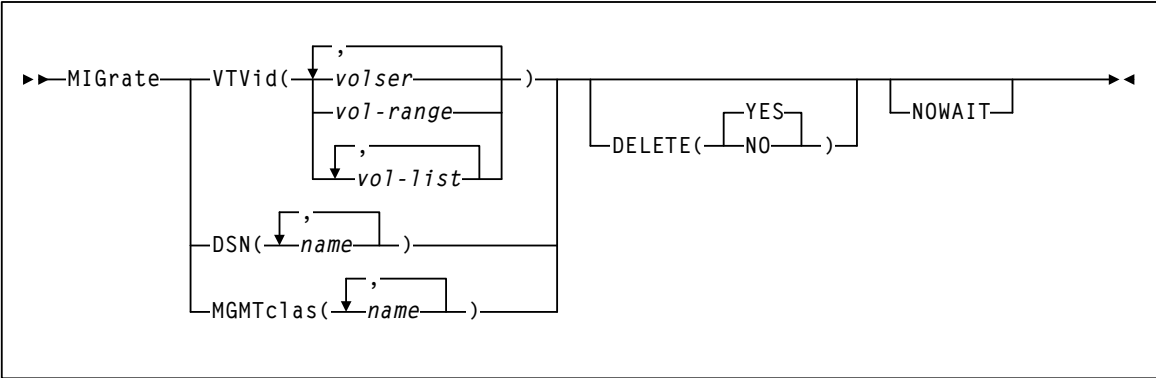 ,
MIGrate VTVid( volser )
vol-range YES NOWAIT
, DELETE( NO )
vol-list
,
DSN( name )
,
MGMTclas( name )